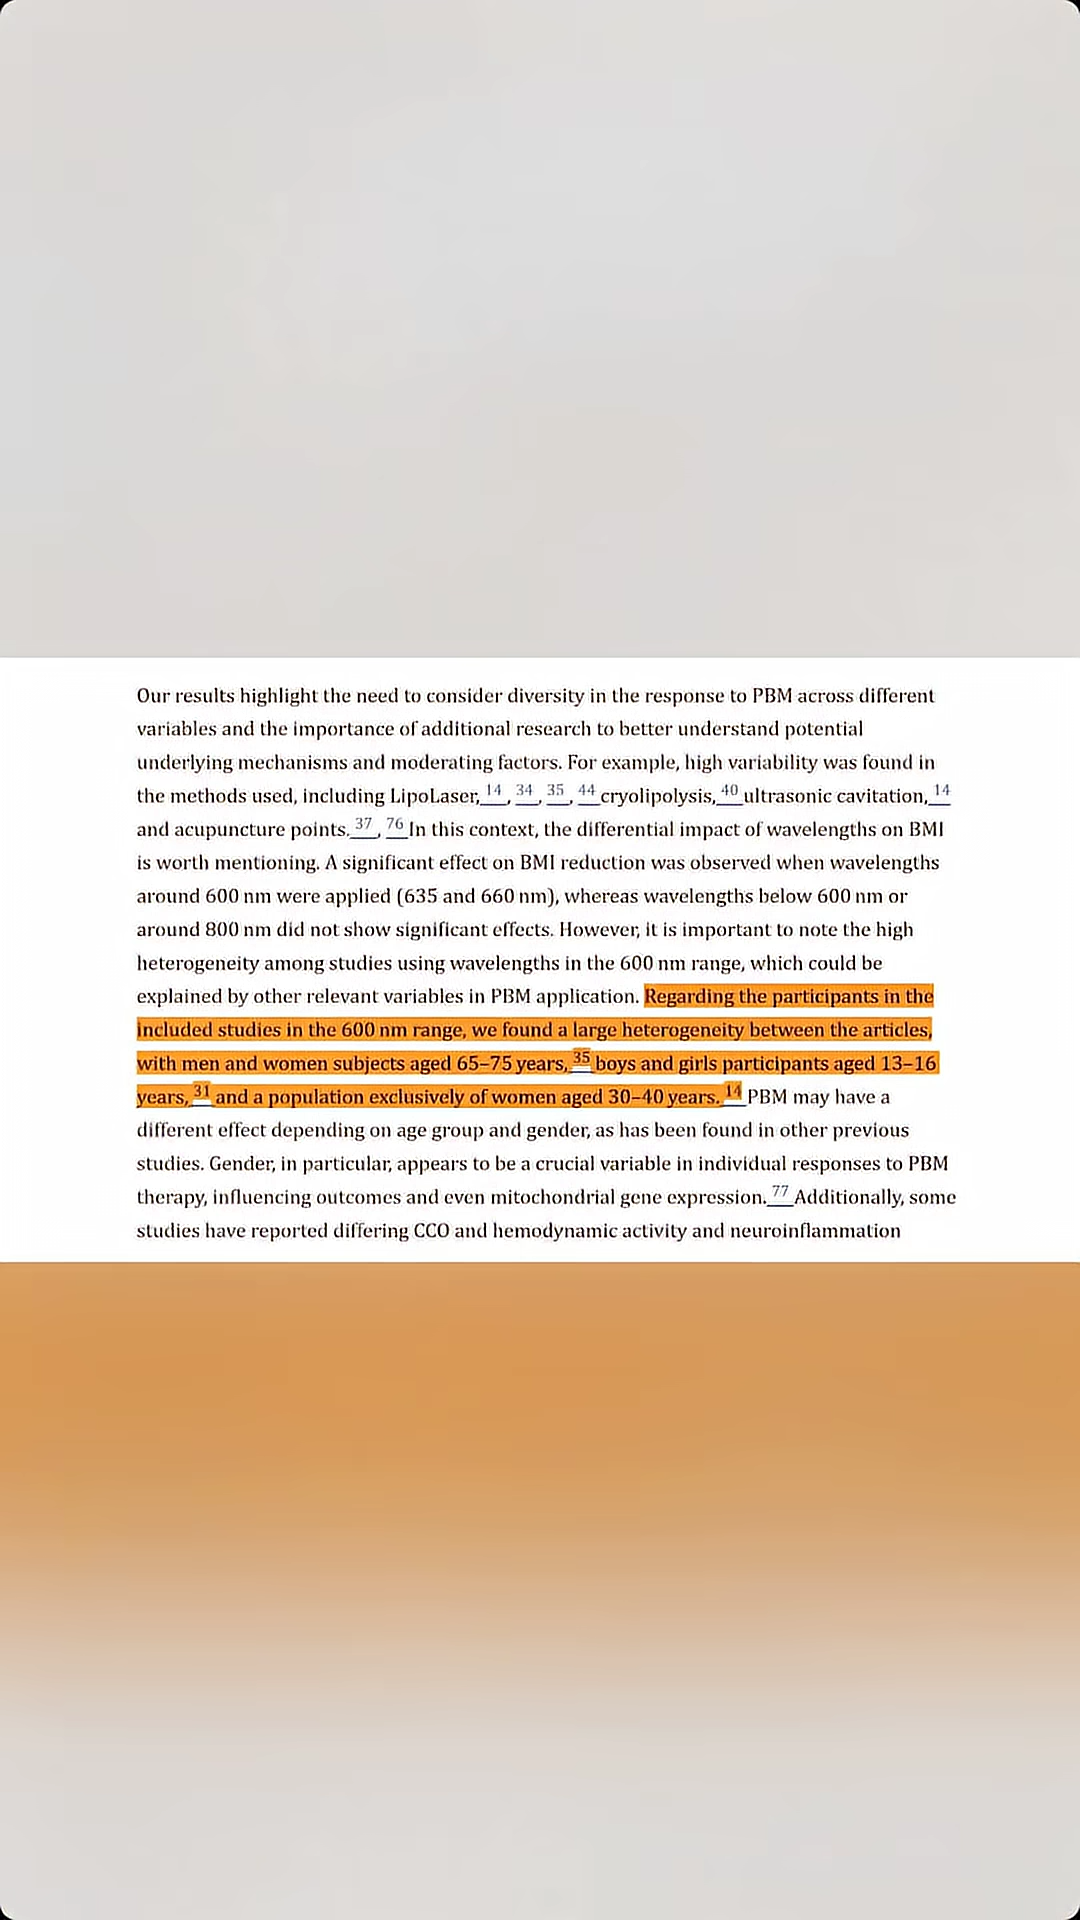 Our results highlight the need to consider diversity in the response to PBM across different
variables and the importance of additional research to better understand potential
underlying mechanisms and moderating factors. For example, high variability was found in
the methods used, including LipoLaser, 14, 34, 35, 44 cryolipolysis, 40 ultrasonic cavitation, 14
and acupuncture points. 37, 76 In this context, the differential impact of wavelengths on BMI
is worth mentioning. A significant effect on BMI reduction was observed when wavelengths
around 600 nm were applied (635 and 660 nm), whereas wavelengths below 600 nm or
around 800 nm did not show significant effects. However, it is important to note the high
heterogeneity among studies using wavelengths in the 600 nm range, which could be
explained by other relevant variables in PBM application. Regarding the participants in the
included studies in the 600 nm range, we found a large heterogeneity between the articles,
with men and women subjects aged 65–75 years, 35 boys and girls participants aged 13–16
years, 31 and a population exclusively of women aged 30–40 years. 14 PBM may have a
different effect depending on age group and gender, as has been found in other previous
studies. Gender, in particular, appears to be a crucial variable in individual responses to PBM
therapy, influencing outcomes and even mitochondrial gene expression. 77 Additionally, some
studies have reported differing CCO and hemodynamic activity and neuroinflammation